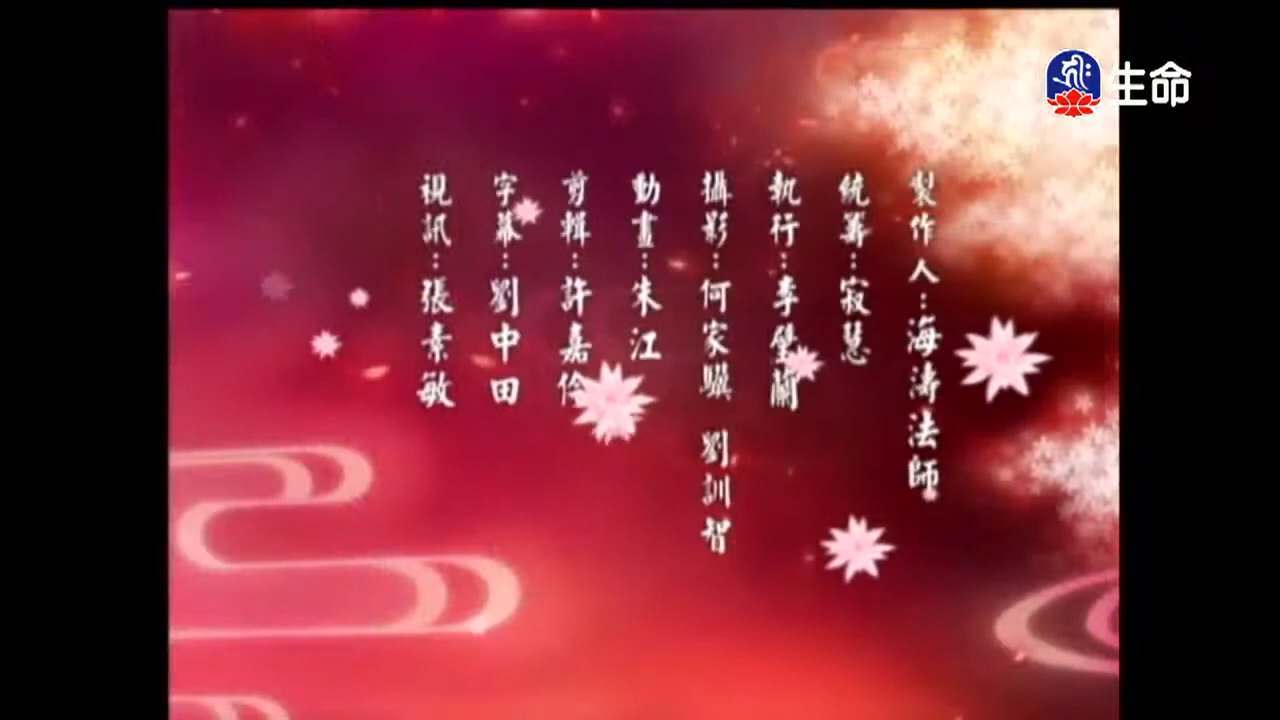 生命
製作人：海濤法師
統籌：寂慧
執行：李瑩蘭
攝影：何家驥 劉訓智
動畫：朱江
剪輯：許嘉伶
字幕：劉中田
視訊：張素敏